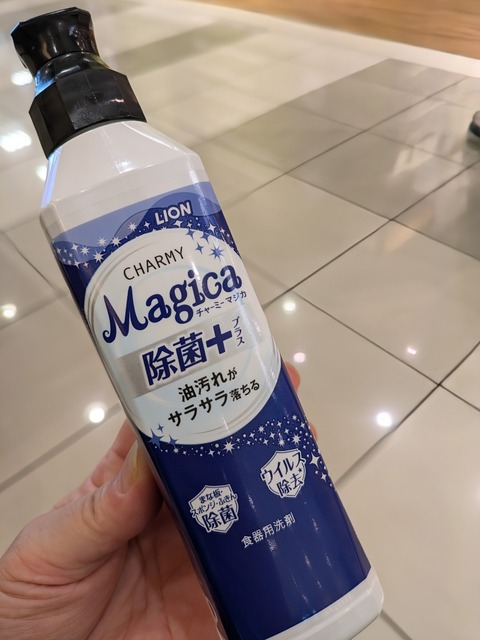 LION
CHARMY
Magica
チャーミーマジカ
除菌+プラス
油汚れが
サラサラ落ちる
まな板・
スポンジ・ふきん
除菌
ウイルス
除去
食器用洗剤